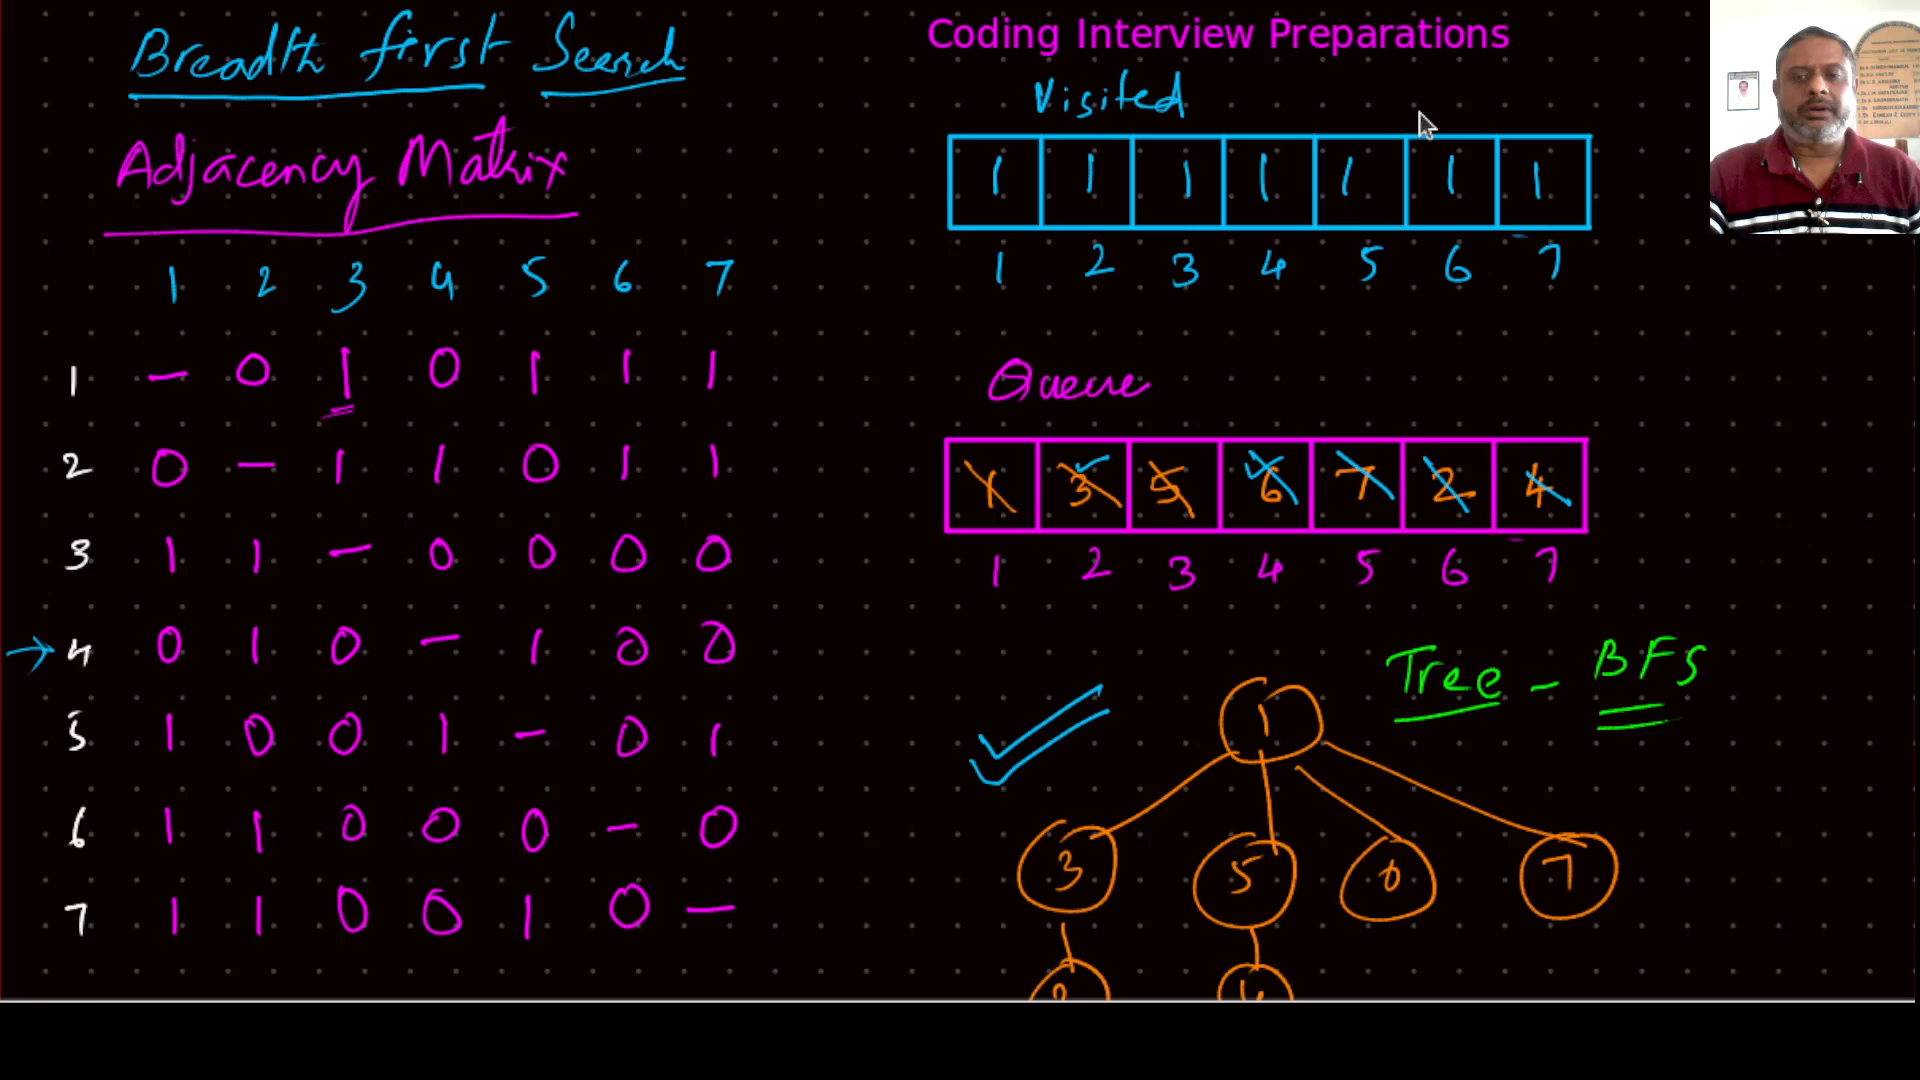 Breadth first Search
Adjacency Matrix
1 2 3 4 5 6 7
1 – 0 1 0 1 1 1
2 0 – 1 1 0 1 1
3 1 1 – 0 0 0 0
4 0 1 0 – 1 0 0
5 1 0 0 1 – 0 1
6 1 1 0 0 0 – 0
7 1 1 0 0 1 0 –
Coding Interview Preparations
Visited
1 1 1 1 1 1 1
1 2 3 4 5 6 7
Queue
1 3 5 6 7 2 4
1 2 3 4 5 6 7
Tree - BFS
1
3 5 6 7